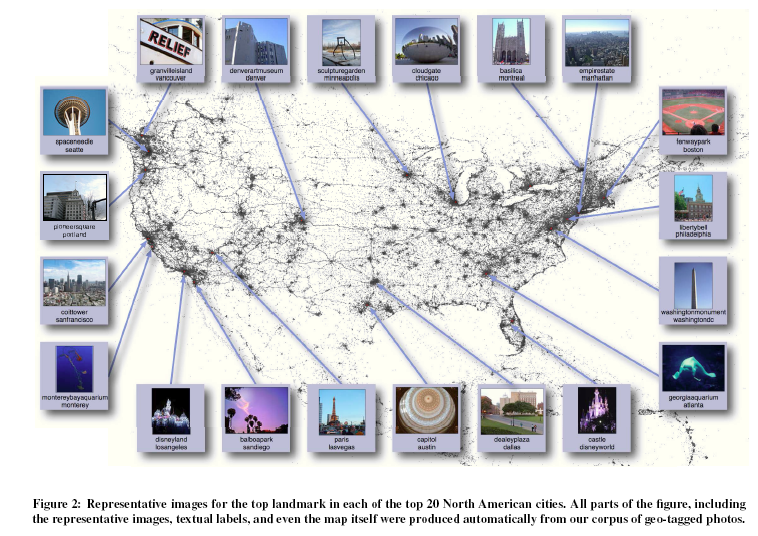 RELIEF
granvilleisland
vancouver
denverartmuseum
denver
sculpturegarden
minneapolis
cloudgate
chicago
basilica
montreal
empirestate
manhattan
spaceneedle
seattle
fenwaypark
boston
pioneersquare
portland
libertybell
philadelphia
coittower
sanfrancisco
washingtonmonument
washingtondc
montereybayaquarium
monterey
georgiaaquarium
atlanta
disneyland
losangeles
balboapark
sandiego
paris
lasvegas
capitol
austin
dealeyplaza
dallas
castle
disneyworld
Figure 2: Representative images for the top landmark in each of the top 20 North American cities. All parts of the figure, including
the representative images, textual labels, and even the map itself were produced automatically from our corpus of geo-tagged photos.